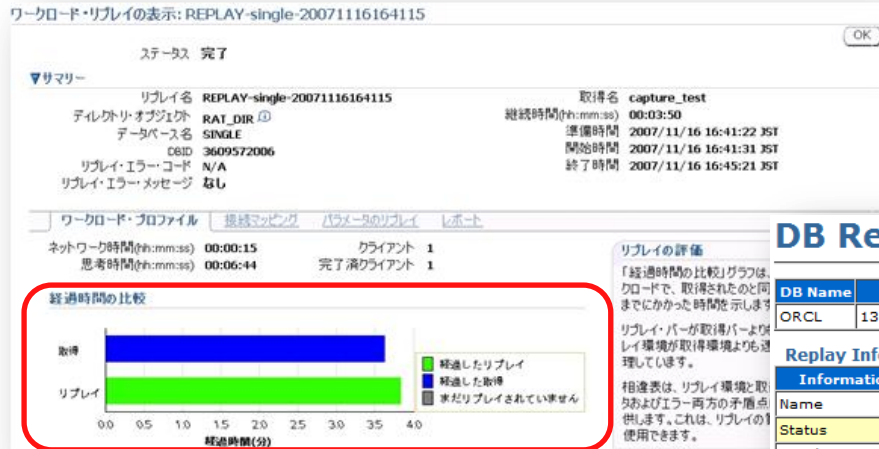 ワークロード・リプレイの表示: REPLAY-single-20071116164115
OK
ステータス 完了
▼サマリー
リプレイ名 REPLAY-single-20071116164115
ディレクトリ・オブジェクト RAT_DIR
データベース名 SINGLE
DBID 3609572006
リプレイ・エラー・コード N/A
リプレイ・エラー・メッセージ なし
取得名 capture_test
継続時間(hh:mm:ss) 00:03:50
準備時間 2007/11/16 16:41:22 JST
開始時間 2007/11/16 16:41:31 JST
終了時間 2007/11/16 16:45:21 JST
ワークロード・プロファイル 接続マッピング パラメータのリプレイ レポート
ネットワーク時間(hh:mm:ss) 00:00:15
思考時間(hh:mm:ss) 00:06:44
クライアント 1
完了済クライアント 1
経過時間の比較
取得
リプレイ
0.0 0.5 1.0 1.5 2.0 2.5 3.0 3.5 4.0
経過時間(分)
経過したリプレイ
経過した取得
まだリプレイされていません
リプレイの評価
「経過時間の比較」グラフは、
クロードで、取得されたのと同
までにかかった時間を示します
リプレイ・バーが取得バーより
レイ環境が取得環境よりも
理しています。
相違表は、リプレイ環境と取
タおよびエラー両方の矛盾点
供します。これは、リプレイの
使用できます。
DB Re
DB Name
ORCL 13
Replay Inf
Informatio
Name
Status